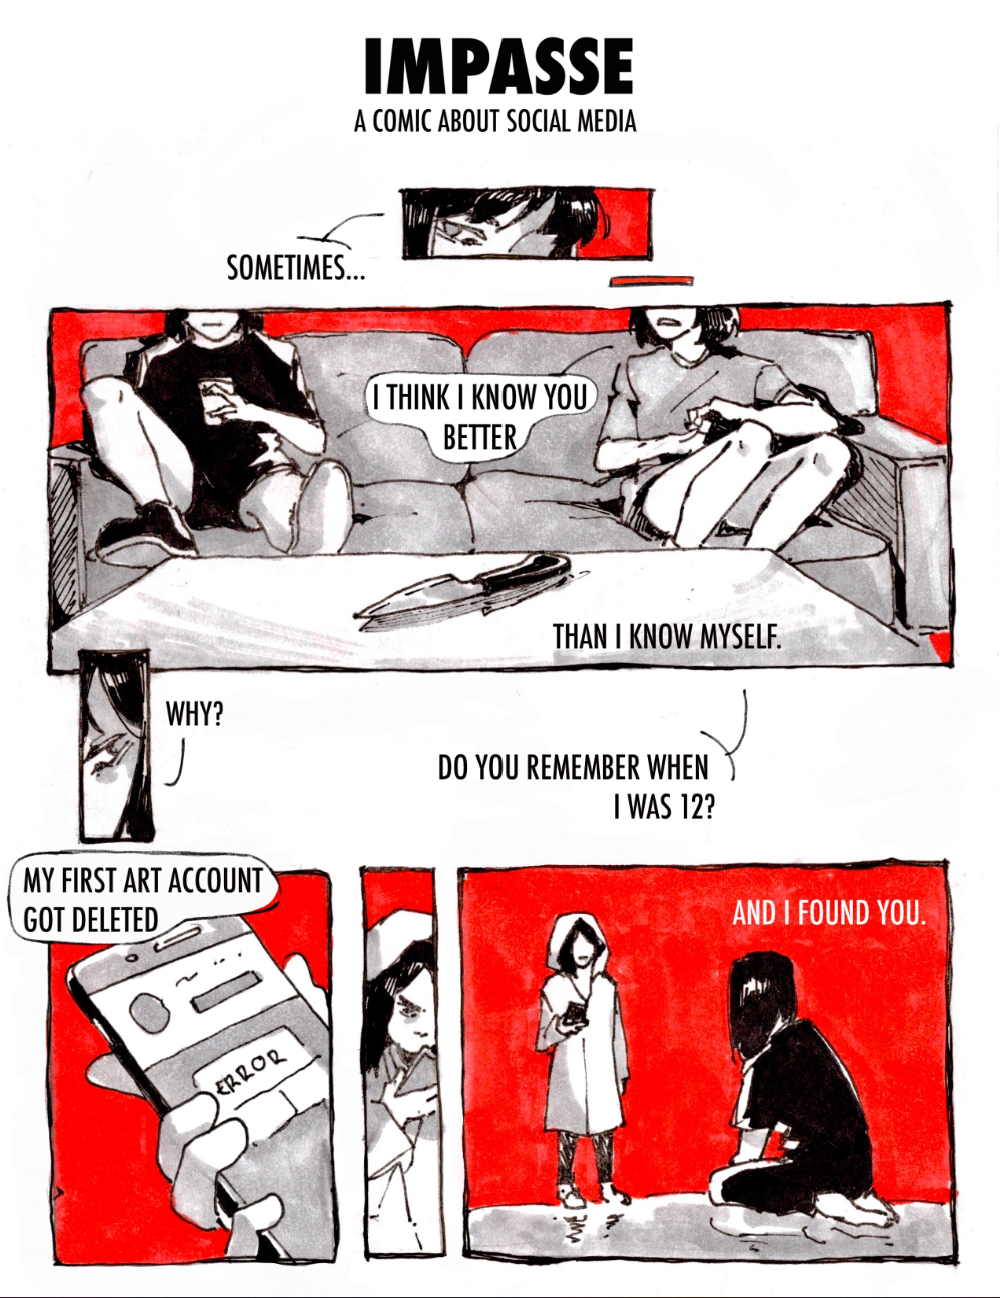 IMPASSE
A COMIC ABOUT SOCIAL MEDIA
SOMETIMES...
I THINK I KNOW YOU
BETTER
THAN I KNOW MYSELF.
WHY?
DO YOU REMEMBER WHEN
I WAS 12?
MY FIRST ART ACCOUNT
GOT DELETED
ERROR
AND I FOUND YOU.